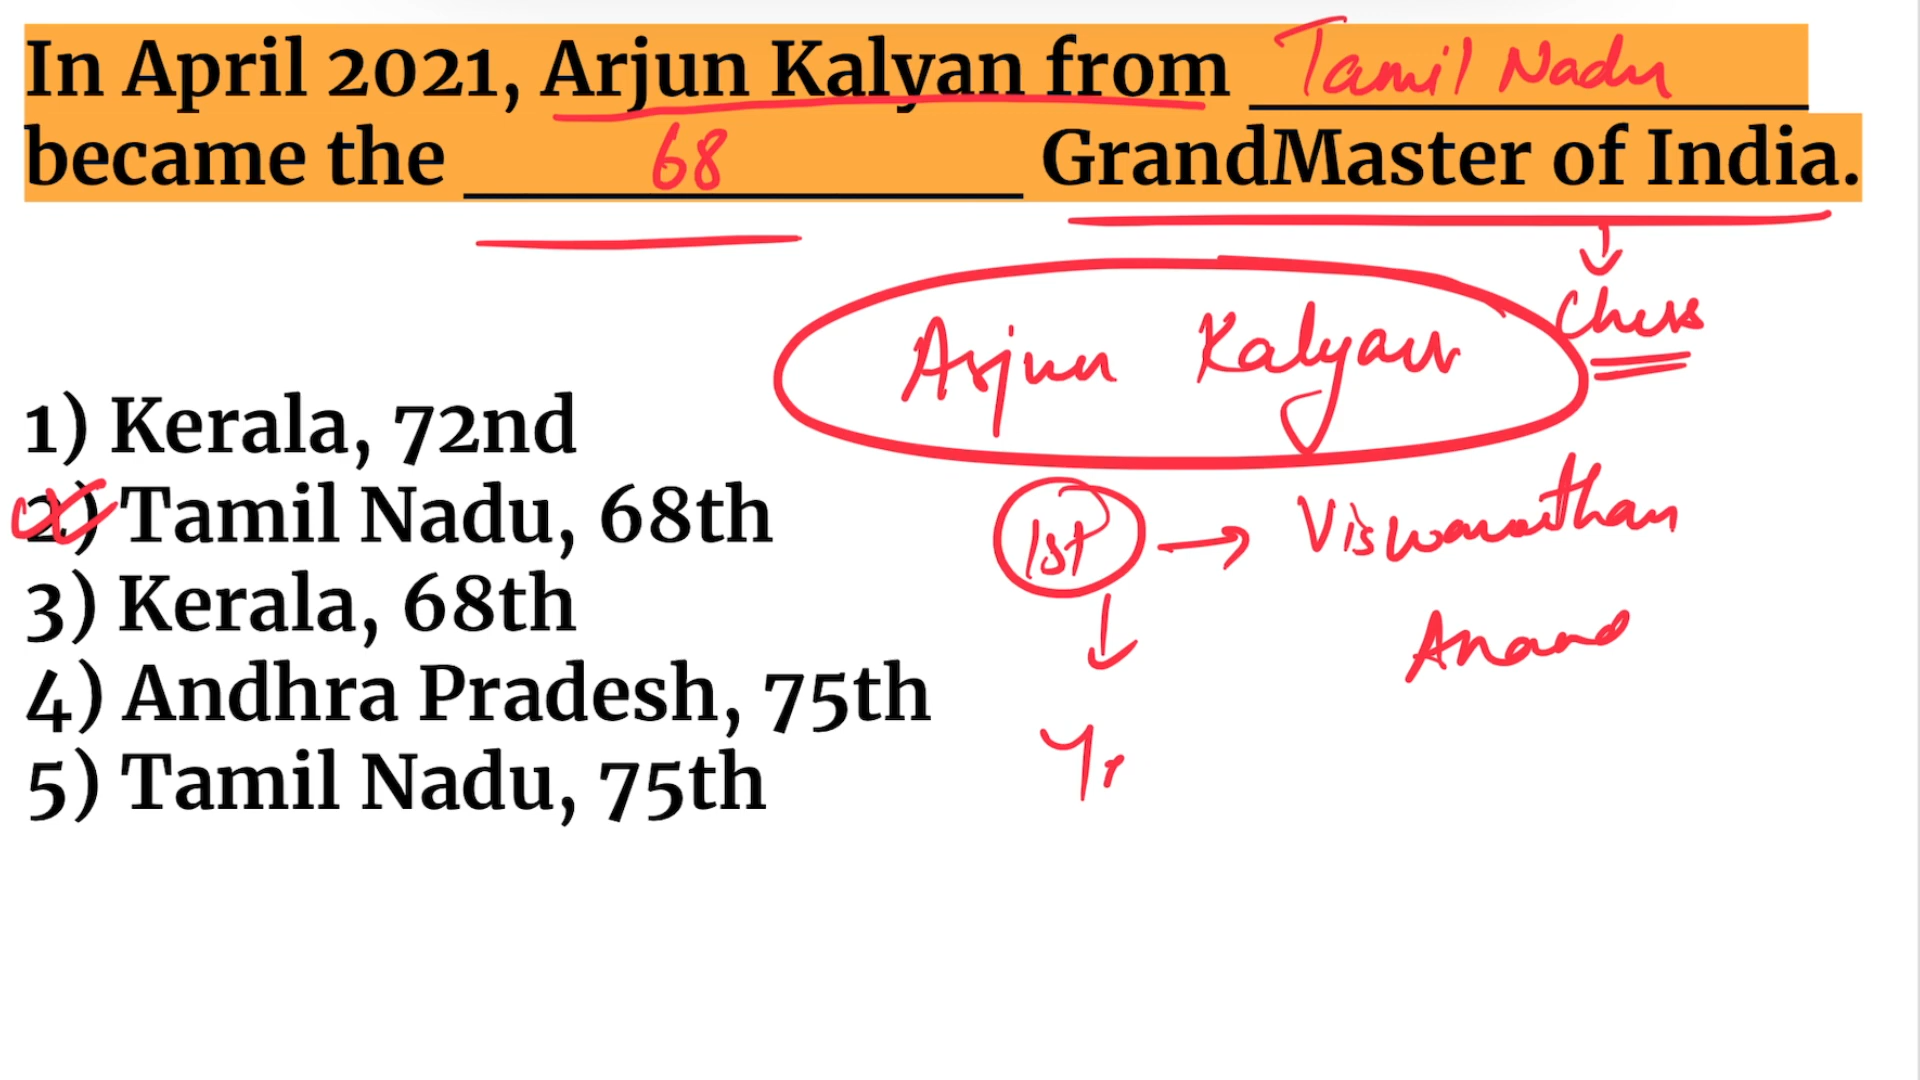 In April 2021, Arjun Kalyan from Tamil Nadu
became the 68 GrandMaster of India.
Chess
Arjun Kalyan
1) Kerala, 72nd
2) Tamil Nadu, 68th
1st → Viswanathan
3) Kerala, 68th
Anand
4) Andhra Pradesh, 75th
5) Tamil Nadu, 75th